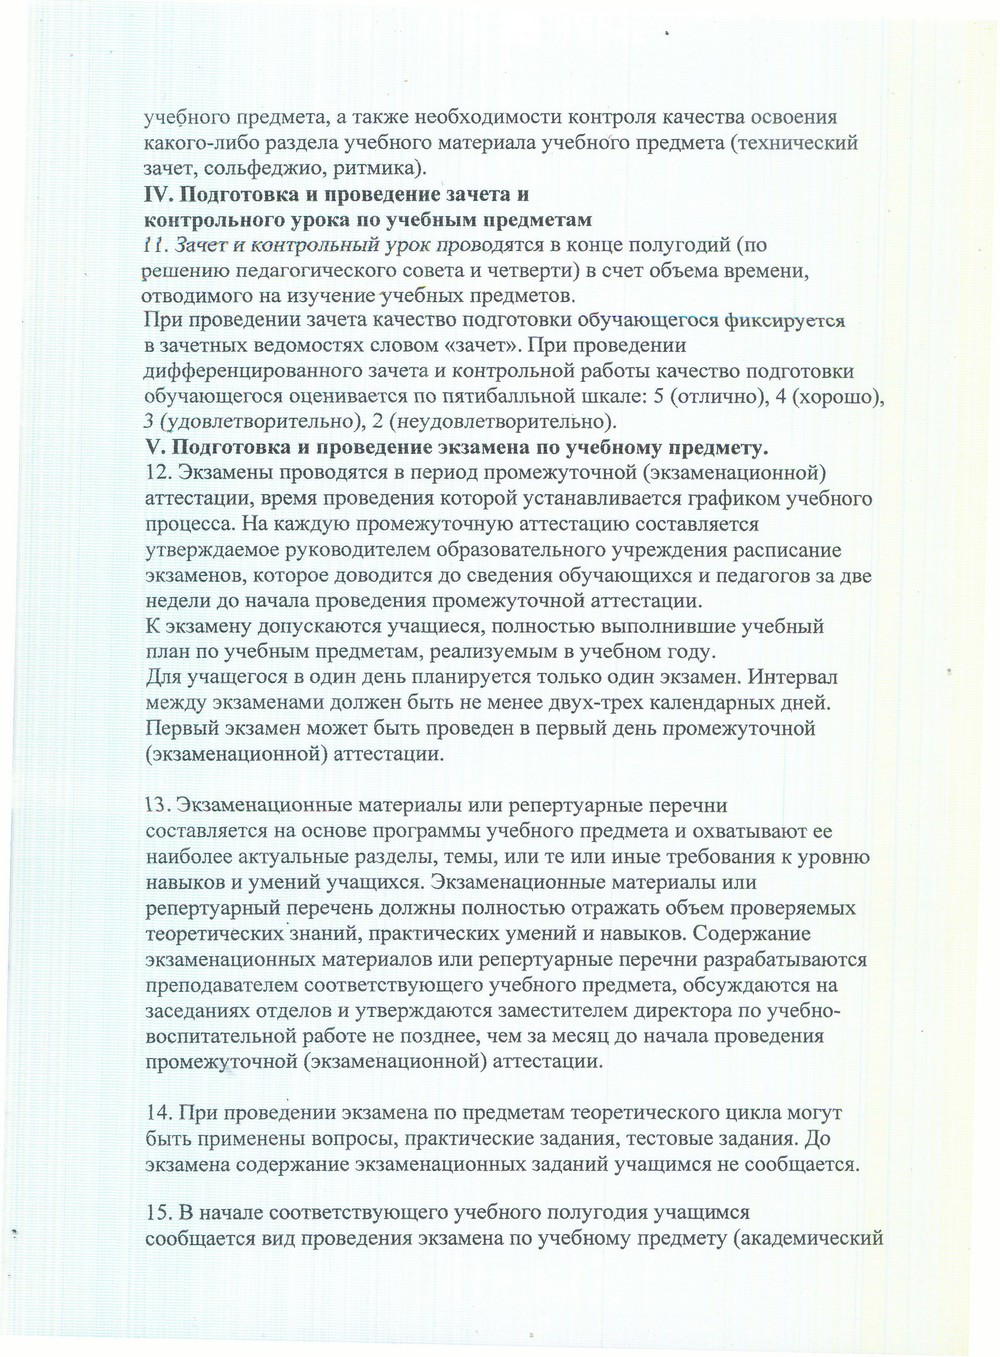 учебного предмета, а также необходимости контроля качества освоения
какого-либо раздела учебного материала учебного предмета (технический
зачет, сольфеджио, ритмика).
IV. Подготовка и проведение зачета и
контрольного урока по учебным предметам
11. Зачет и контрольный урок проводятся в конце полугодий (по
решению педагогического совета и четверти) в счет объема времени,
отводимого на изучение учебных предметов.
При проведении зачета качество подготовки обучающегося фиксируется
в зачетных ведомостях словом «зачет». При проведении
дифференцированного зачета и контрольной работы качество подготовки
обучающегося оценивается по пятибалльной шкале: 5 (отлично), 4 (хорошо),
3 (удовлетворительно), 2 (неудовлетворительно).
V. Подготовка и проведение экзамена по учебному предмету.
12. Экзамены проводятся в период промежуточной (экзаменационной)
аттестации, время проведения которой устанавливается графиком учебного
процесса. На каждую промежуточную аттестацию составляется
утверждаемое руководителем образовательного учреждения расписание
экзаменов, которое доводится до сведения обучающихся и педагогов за две
недели до начала проведения промежуточной аттестации.
К экзамену допускаются учащиеся, полностью выполнившие учебный
план по учебным предметам, реализуемым в учебном году.
Для учащегося в один день планируется только один экзамен. Интервал
между экзаменами должен быть не менее двух-трех календарных дней.
Первый экзамен может быть проведен в первый день промежуточной
(экзаменационной) аттестации.
13. Экзаменационные материалы или репертуарные перечни
составляется на основе программы учебного предмета и охватывают ее
наиболее актуальные разделы, темы, или те или иные требования к уровню
навыков и умений учащихся. Экзаменационные материалы или
репертуарный перечень должны полностью отражать объем проверяемых
теоретических знаний, практических умений и навыков. Содержание
экзаменационных материалов или репертуарные перечни разрабатываются
преподавателем соответствующего учебного предмета, обсуждаются на
заседаниях отделов и утверждаются заместителем директора по учебно-
воспитательной работе не позднее, чем за месяц до начала проведения
промежуточной (экзаменационной) аттестации.
14. При проведении экзамена по предметам теоретического цикла могут
быть применены вопросы, практические задания, тестовые задания. До
экзамена содержание экзаменационных заданий учащимся не сообщается.
15. В начале соответствующего учебного полугодия учащимся
сообщается вид проведения экзамена по учебному предмету (академический